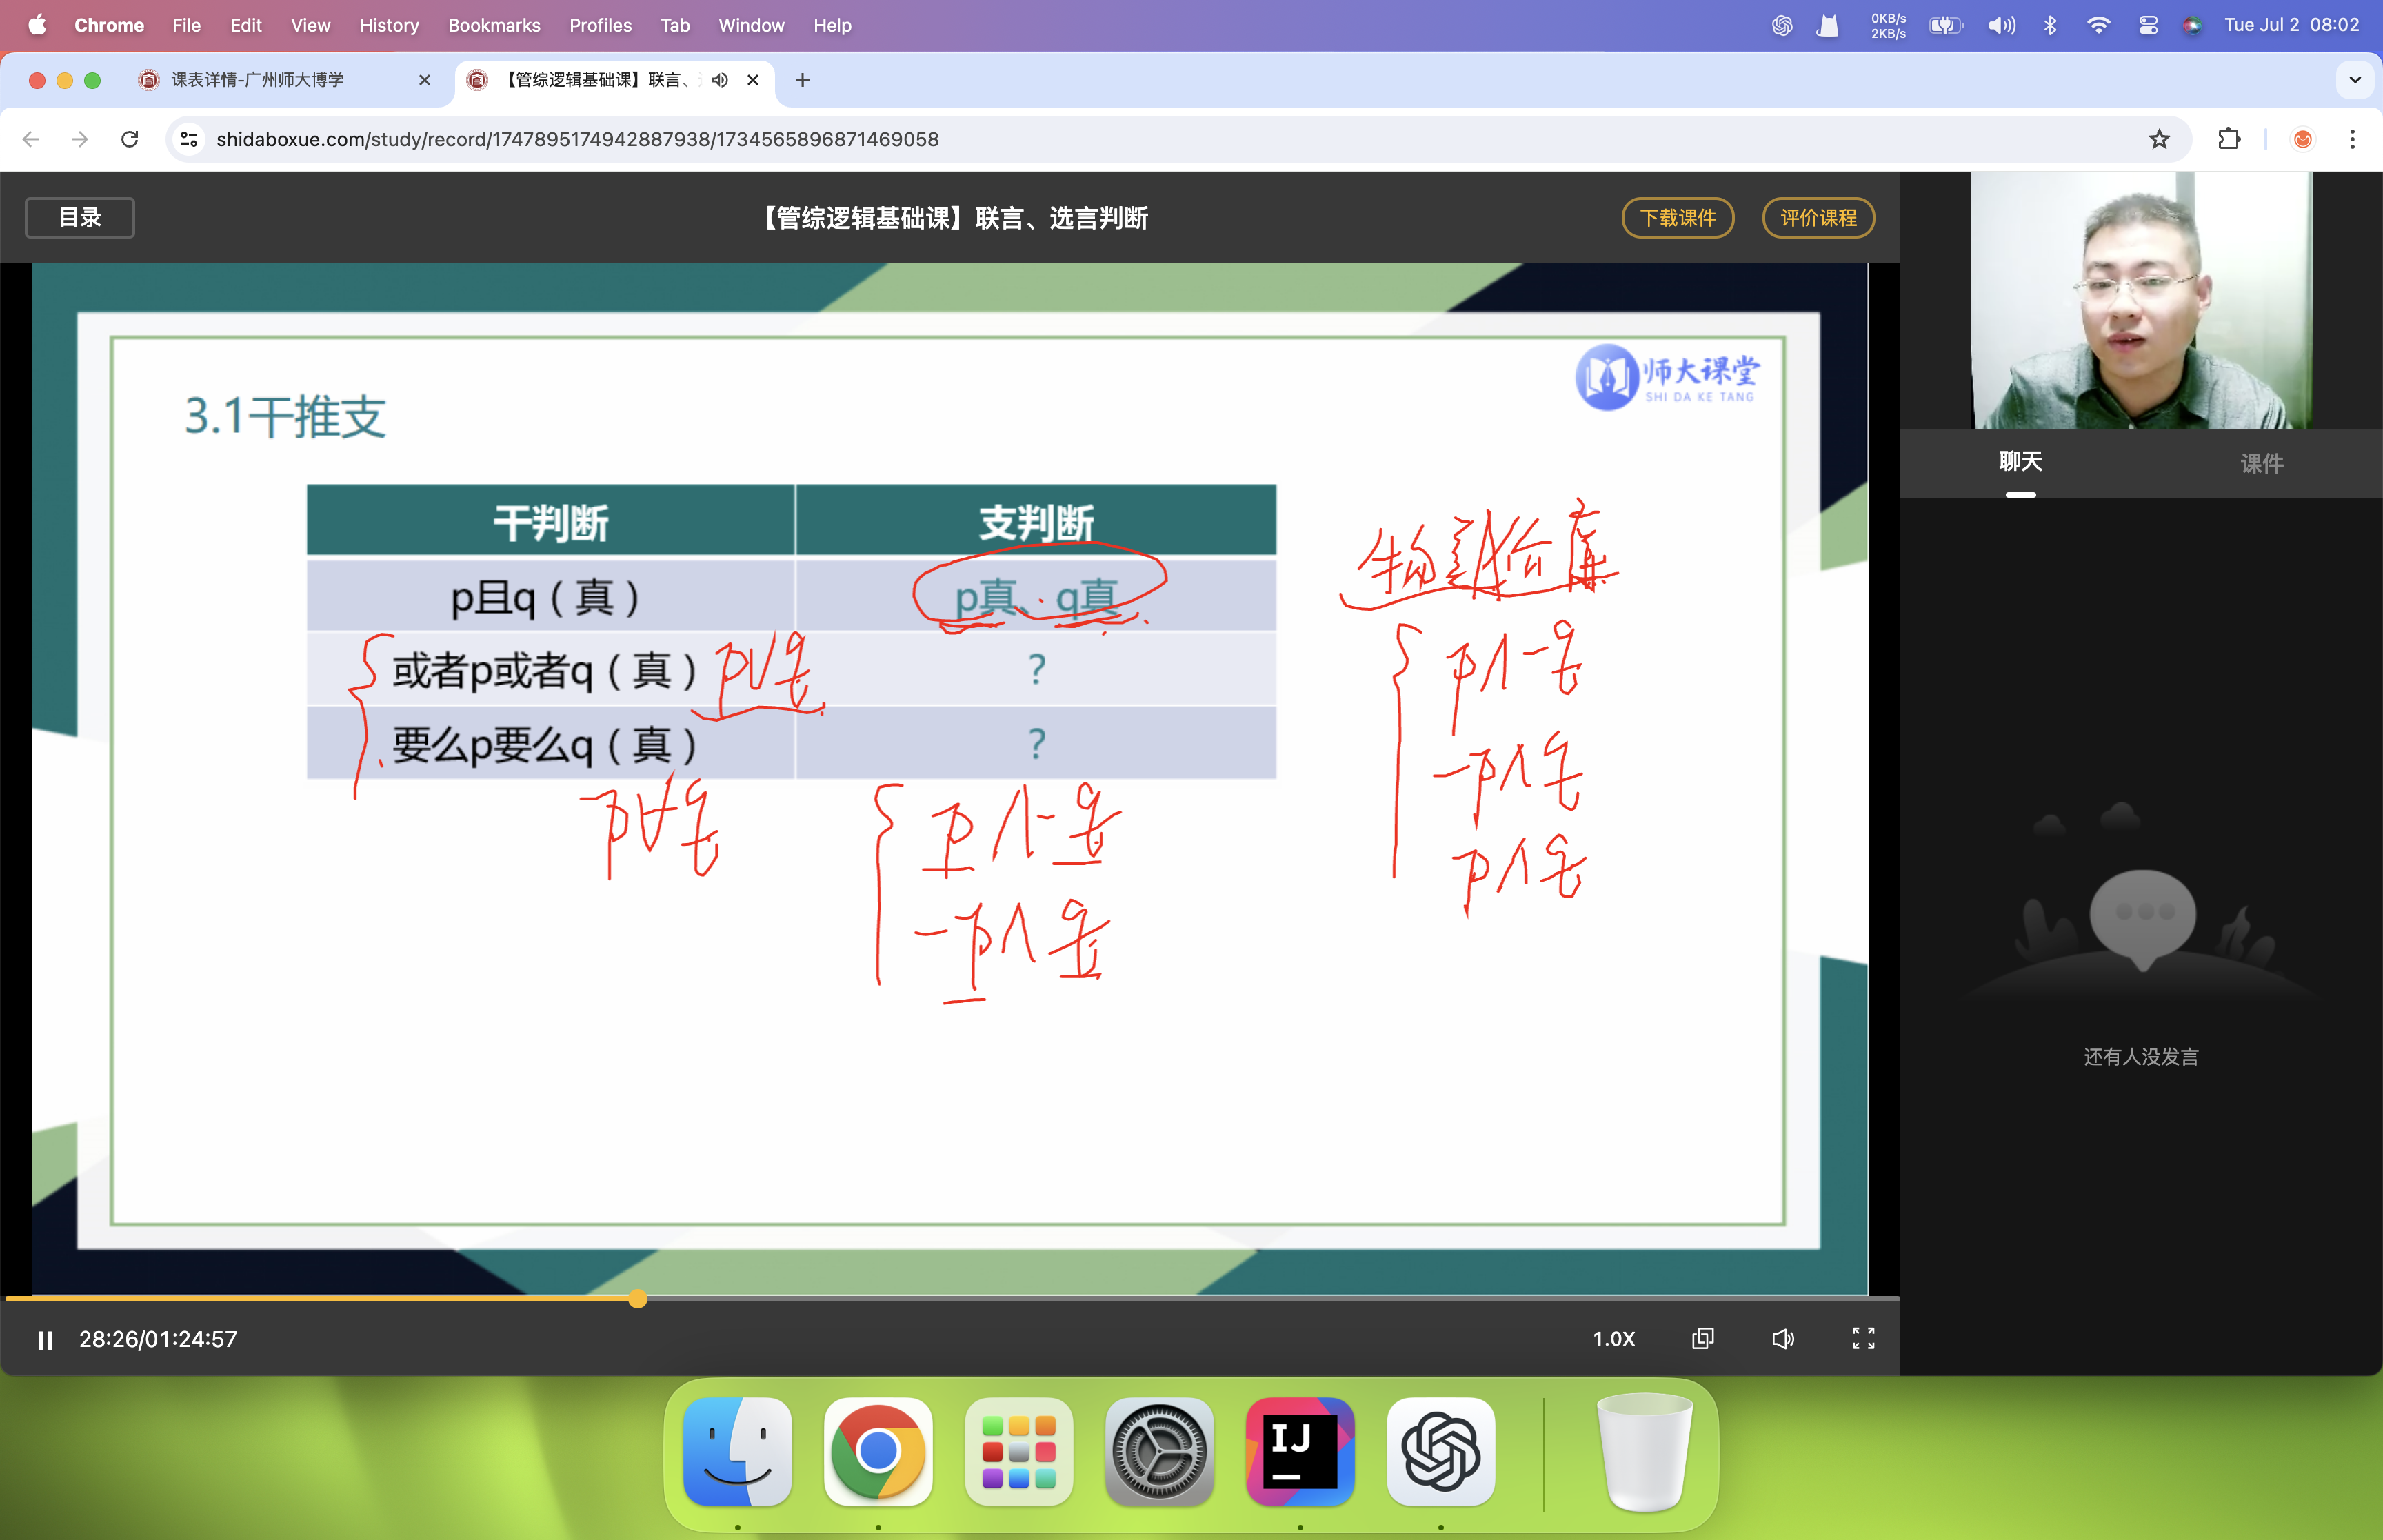 Chrome File Edit View History Bookmarks Profiles Tab Window Help 0KB/s 2KB/s Tue Jul 2 08:02
课表详情-广州师大博学 【管综逻辑基础课】联言、
shidaboxue.com/study/record/1747895174942887938/1734565896871469058
目录 【管综逻辑基础课】联言、选言判断 下载课件 评价课程
师大课堂
SHI DA KE TANG
3.1干推支
干判断 支判断
p且q（真） p真、q真
或者p或者q（真） p∨q ？
要么p要么q（真） ？
p∀q
p∧¬q
¬p∧q
p∧¬q
¬p∧q
p∧q
聊天 课件
还有人没发言
28:26/01:24:57 1.0X
IJ